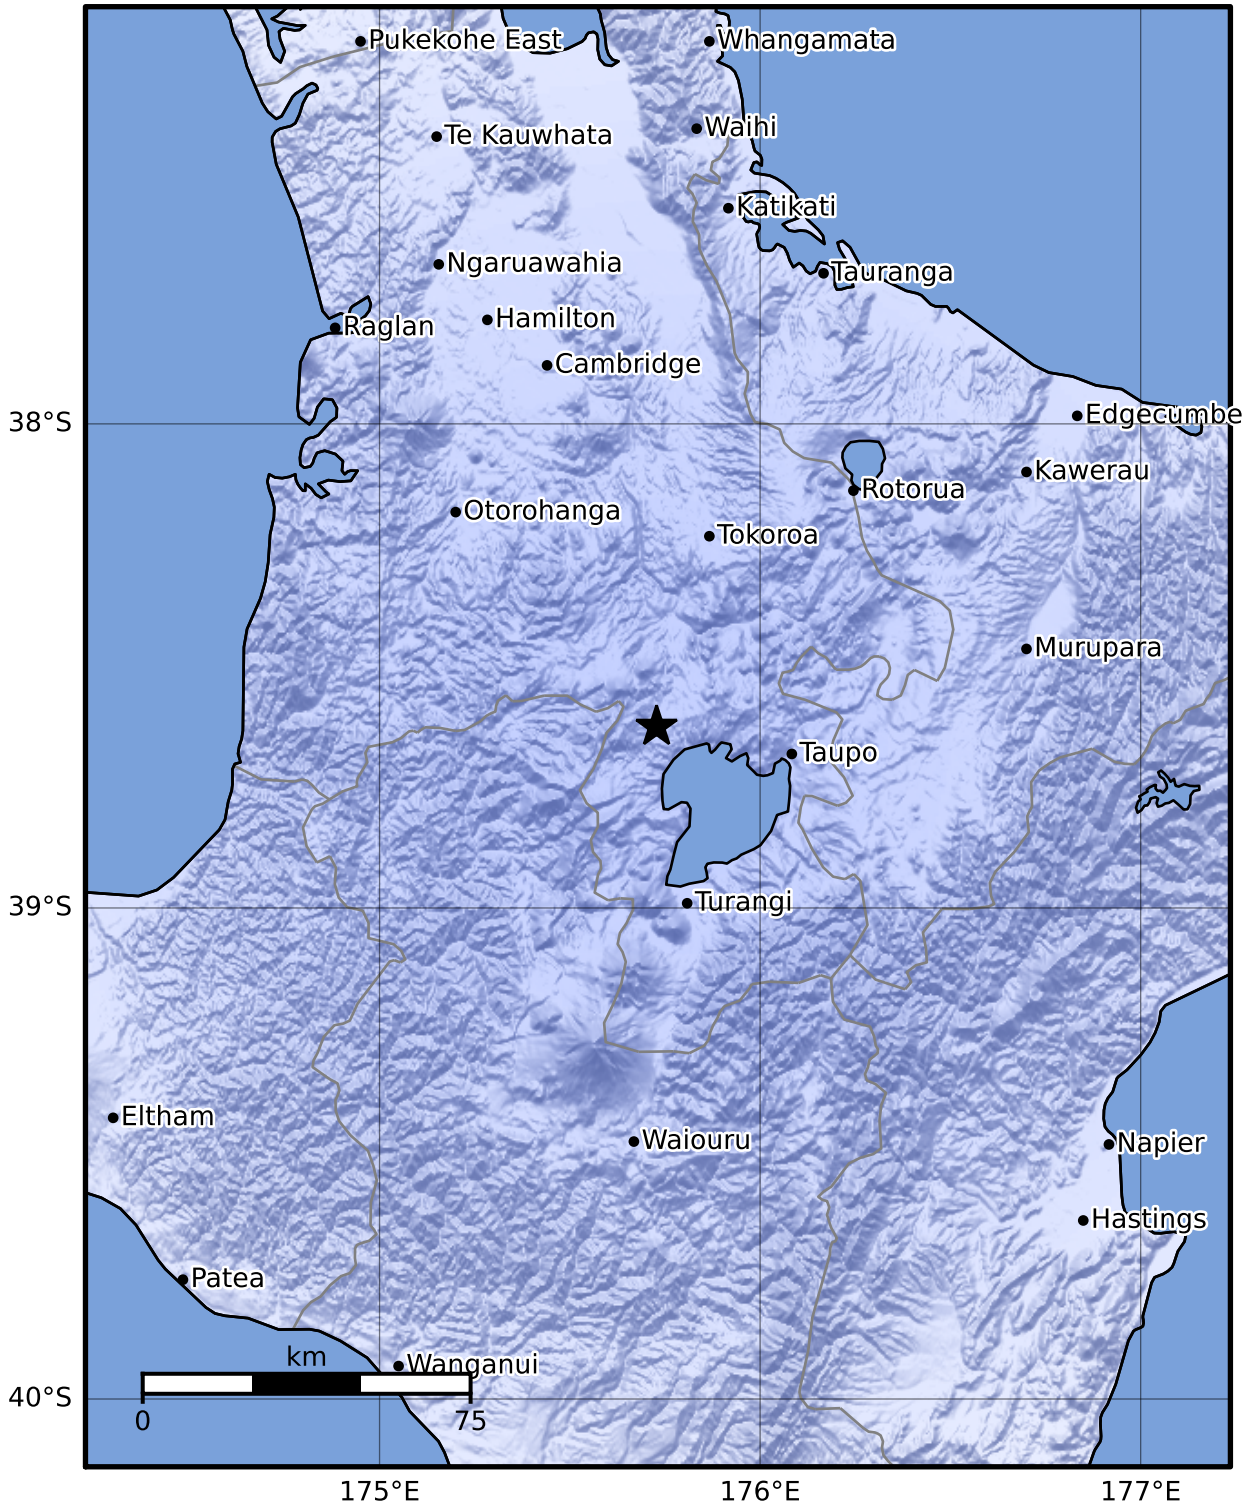 Pukekohe East
Whangamata
Te Kauwhata
Waihi
Katikati
Ngaruawahia
Tauranga
Raglan
Hamilton
Cambridge
38°S
Edgecumbe
Kawerau
Rotorua
Otorohanga
Tokoroa
Murupara
Taupo
39°S
Turangi
Eltham
Waiouru
Napier
Hastings
Patea
km
Wanganui
40°S
0
75
175°E
176°E
177°E